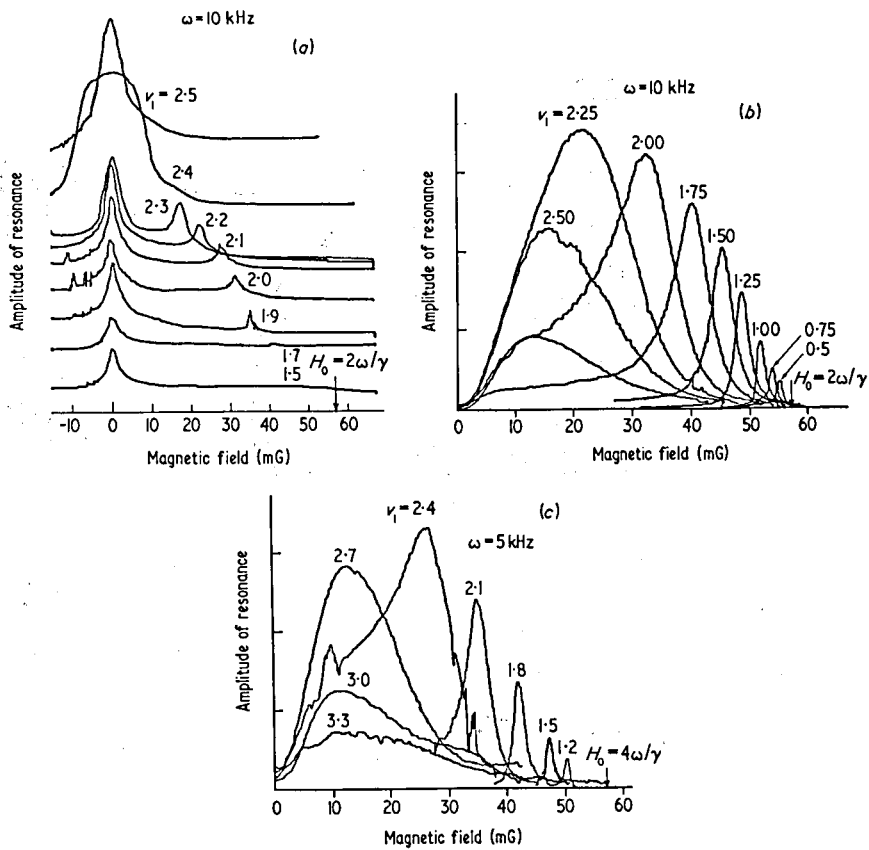 ω=10 kHz
(a)
ν₁=2·5
2·4
2·3
2·2
2·1
2·0
1·9
1·7
1·5
H₀=2ω/γ
Amplitude of resonance
-10 0 10 20 30 40 50 60
Magnetic field (mG)
ω=10 kHz
(b)
ν₁=2·25
2·00
1·75
2·50
1·50
1·25
1·00
0·75
0·5
H₀=2ω/γ
Amplitude of resonance
0 10 20 30 40 50 60
Magnetic field (mG)
(c)
ν₁=2·4
ω=5 kHz
2·7
2·1
3·0
1·8
3·3
1·5
1·2
H₀=4ω/γ
Amplitude of resonance
0 10 20 30 40 50 60
Magnetic field (mG)